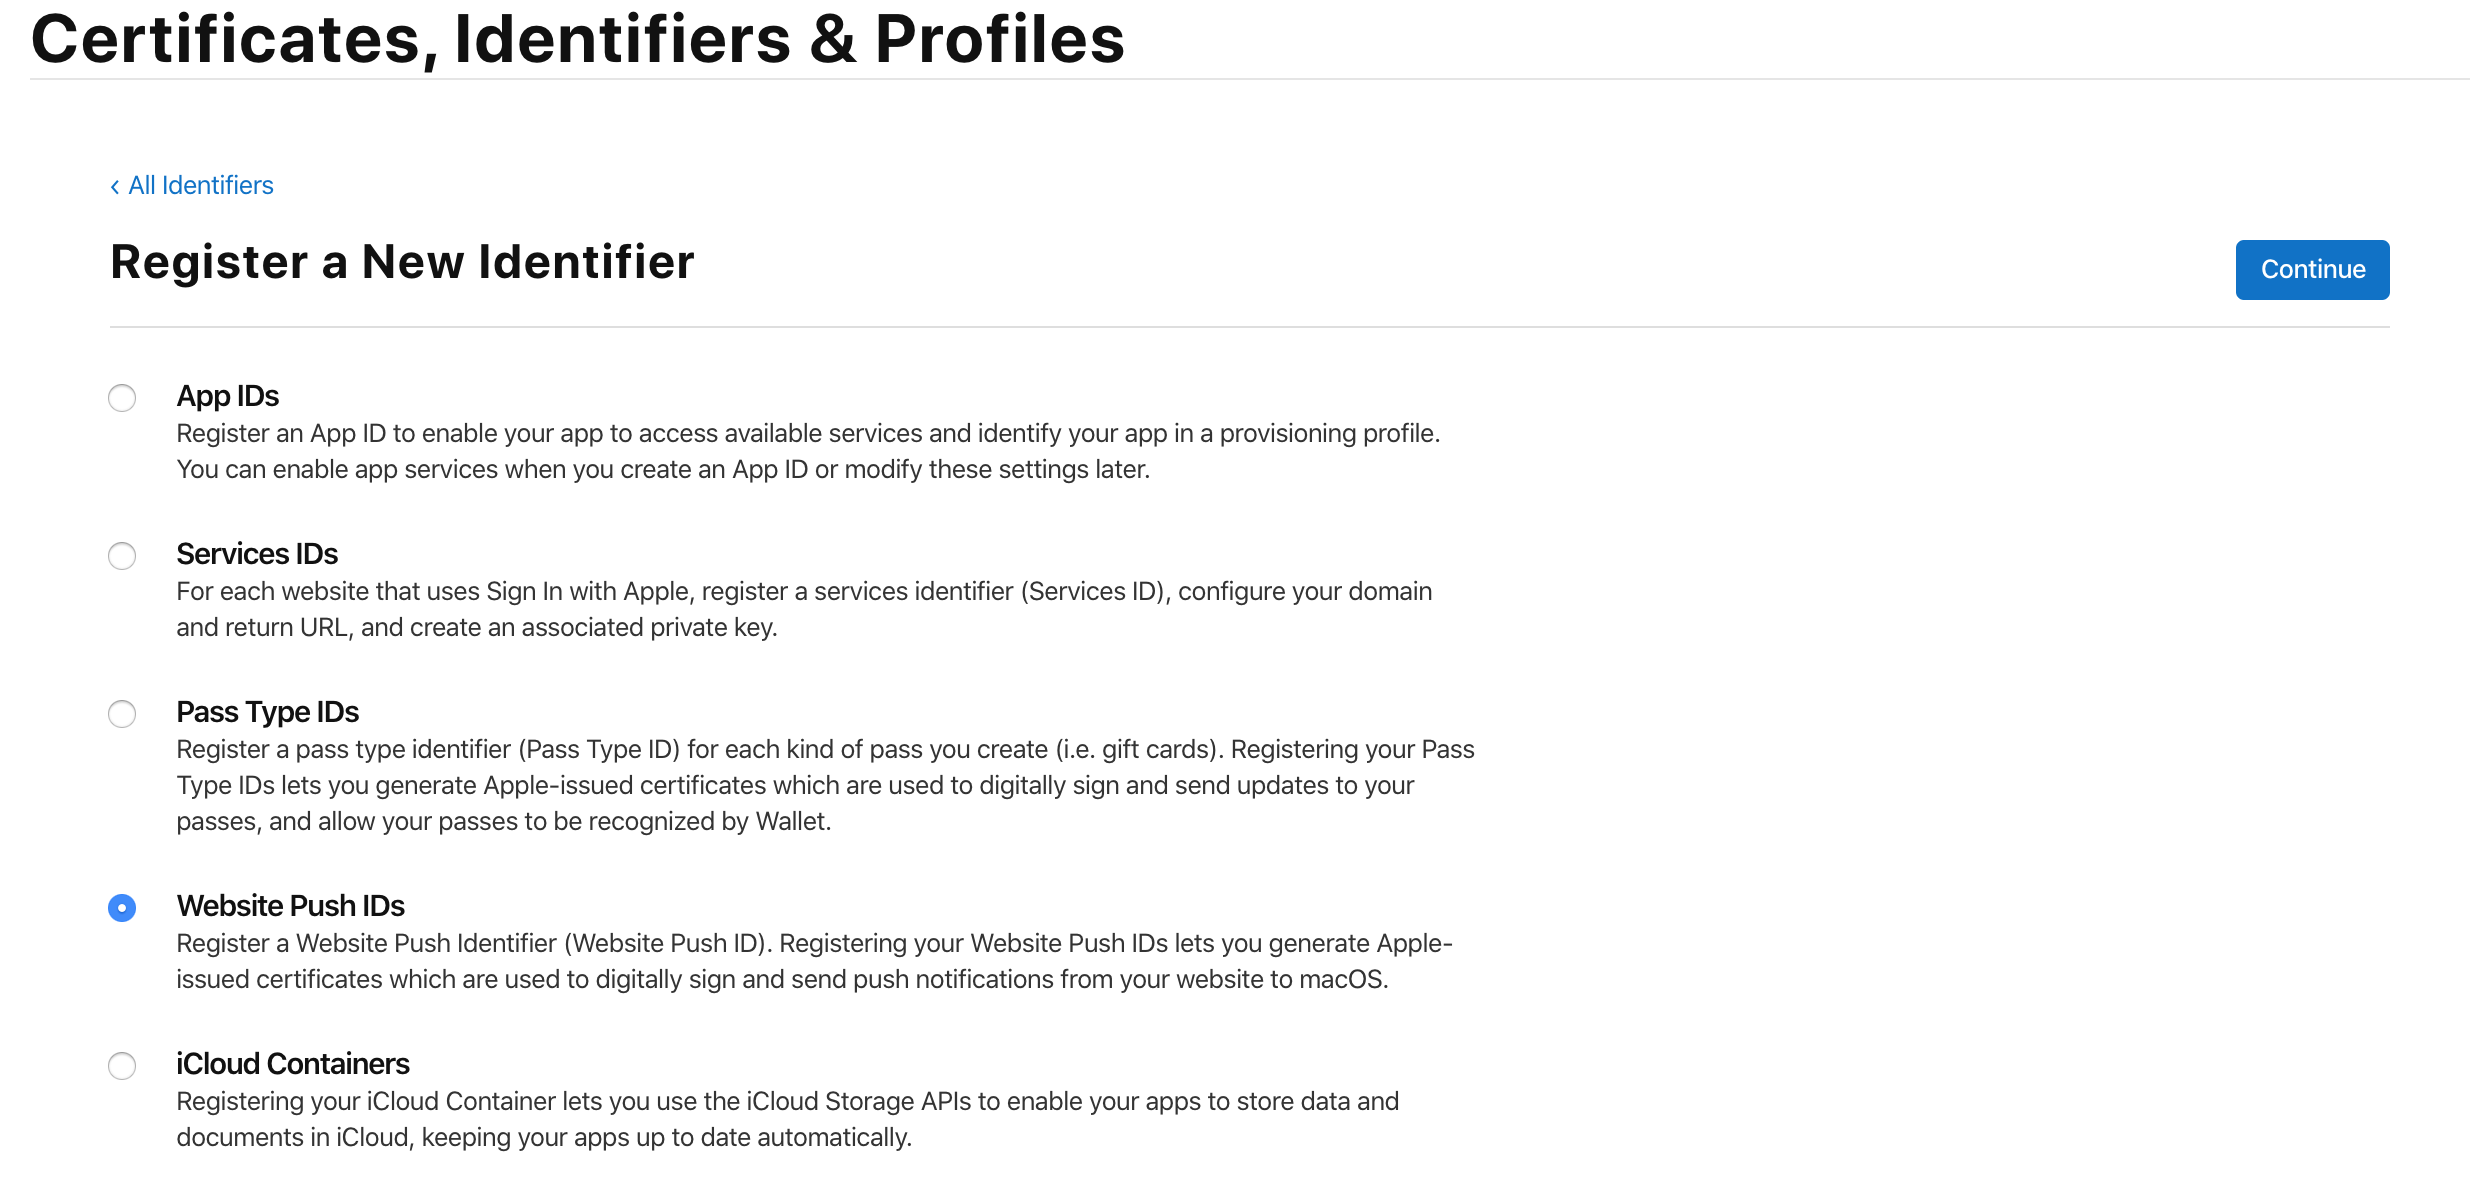 Certificates, Identifiers & Profiles
‹ All Identifiers
Register a New Identifier
Continue
App IDs
Register an App ID to enable your app to access available services and identify your app in a provisioning profile.
You can enable app services when you create an App ID or modify these settings later.
Services IDs
For each website that uses Sign In with Apple, register a services identifier (Services ID), configure your domain
and return URL, and create an associated private key.
Pass Type IDs
Register a pass type identifier (Pass Type ID) for each kind of pass you create (i.e. gift cards). Registering your Pass
Type IDs lets you generate Apple-issued certificates which are used to digitally sign and send updates to your
passes, and allow your passes to be recognized by Wallet.
Website Push IDs
Register a Website Push Identifier (Website Push ID). Registering your Website Push IDs lets you generate Apple-
issued certificates which are used to digitally sign and send push notifications from your website to macOS.
iCloud Containers
Registering your iCloud Container lets you use the iCloud Storage APIs to enable your apps to store data and
documents in iCloud, keeping your apps up to date automatically.